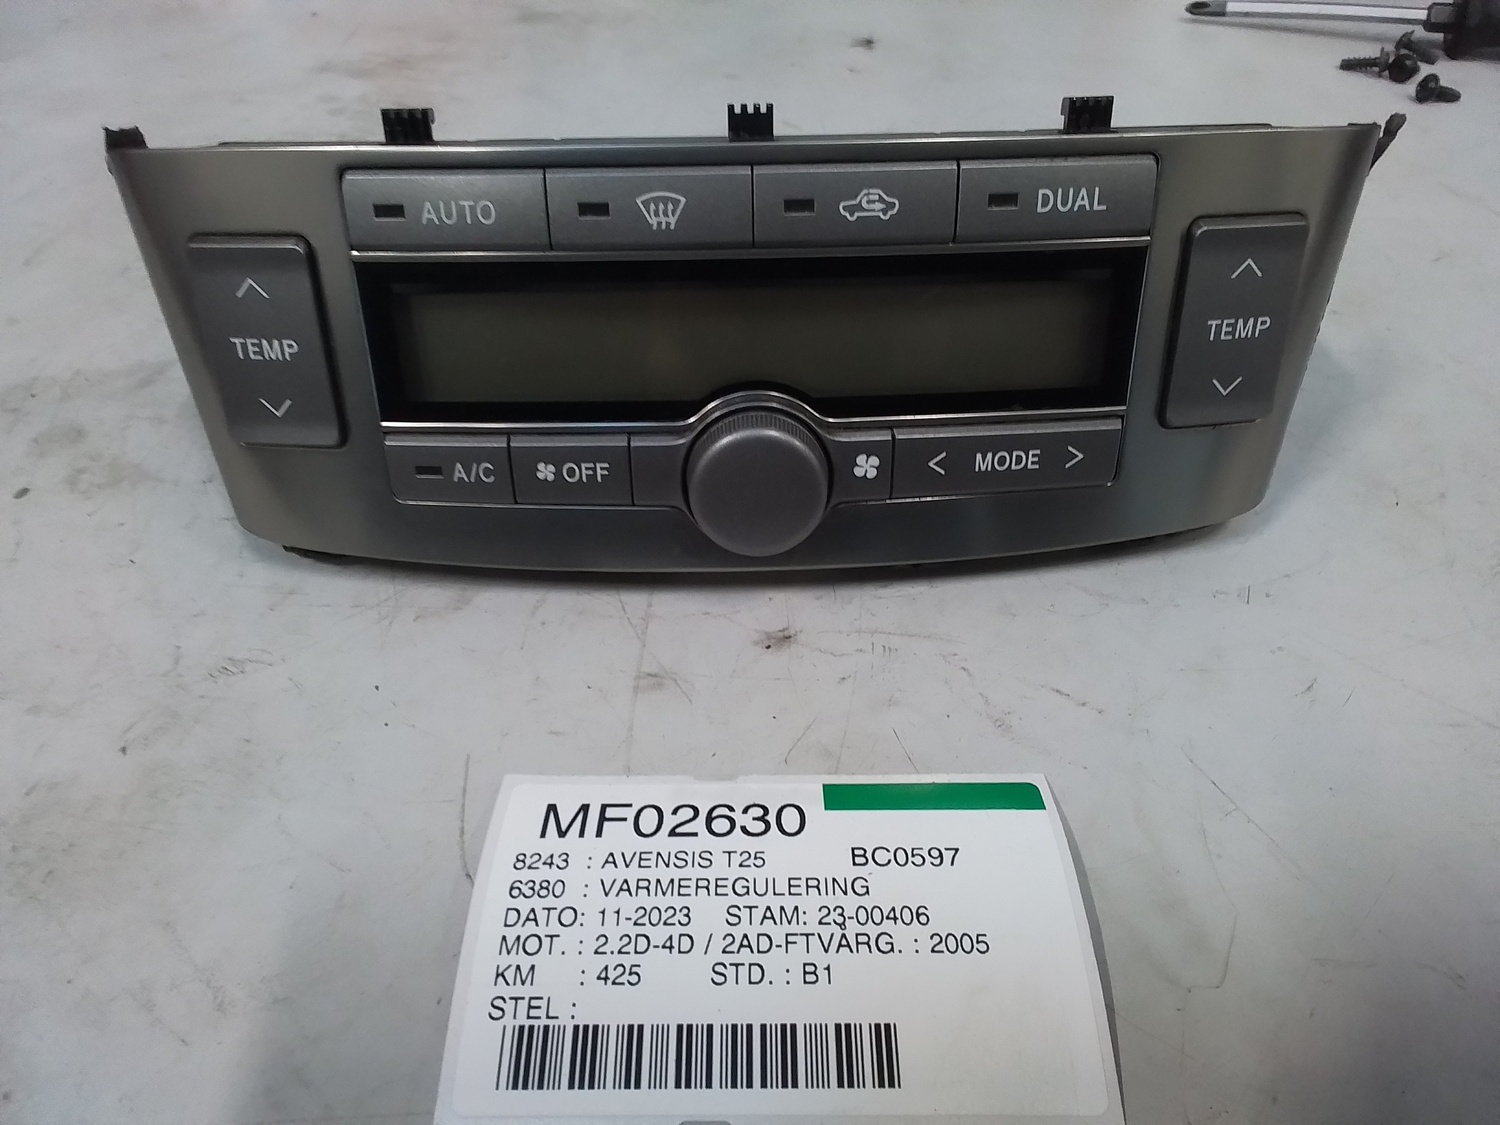 AUTO DUAL
TEMP TEMP
A/C OFF < MODE >
MF02630
8243 : AVENSIS T25 BC0597
6380 : VARMEREGULERING
DATO: 11-2023 STAM: 23-00406
MOT. : 2.2D-4D / 2AD-FTVÅRG. : 2005
KM : 425 STD. : B1
STEL :